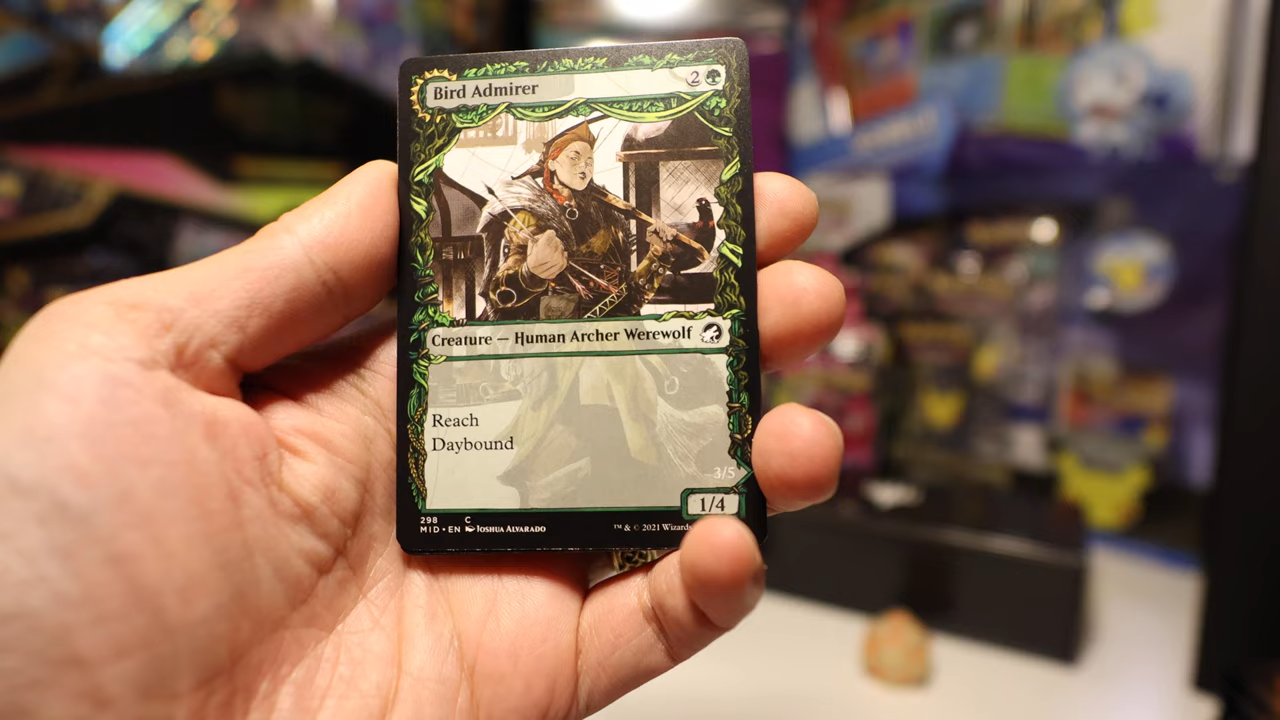 Bird Admirer 2
Creature — Human Archer Werewolf
Reach
Daybound
3/5
1/4
298 C
MID • EN Joshua Alvarado ™ & © 2021 Wizards